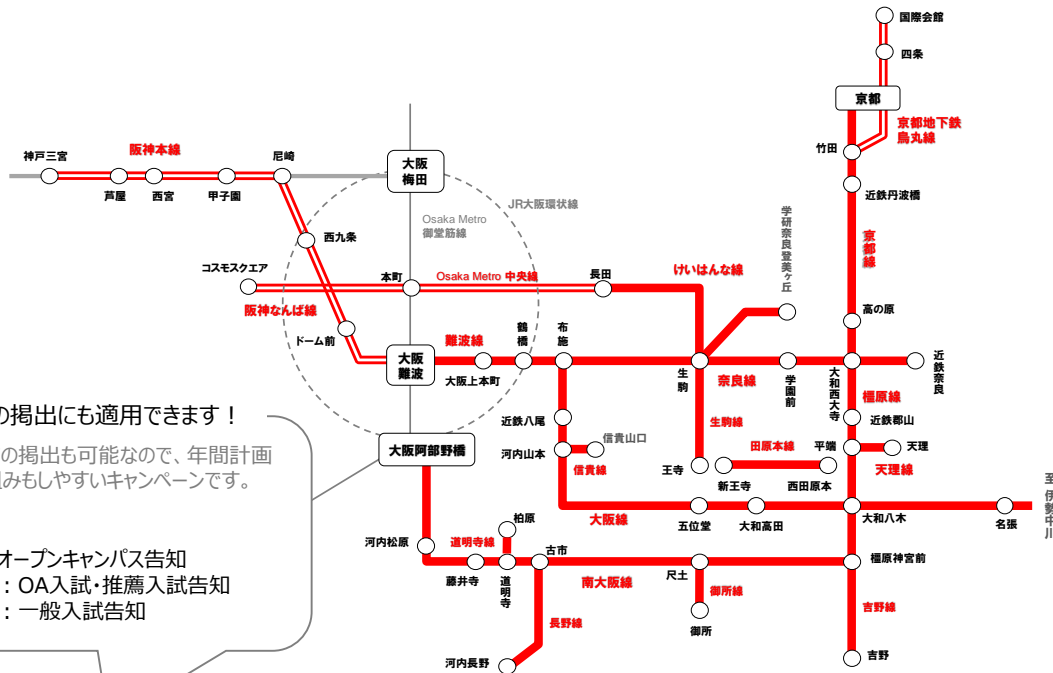 国際会館
四条
京都
京都地下鉄
烏丸線
竹田
近鉄丹波橋
京都線
高の原
神戸三宮
阪神本線
芦屋
西宮
甲子園
尼崎
大阪
梅田
JR大阪環状線
Osaka Metro
御堂筋線
西九条
コスモスクエア
本町
Osaka Metro 中央線
長田
けいはんな線
学研奈良登美ヶ丘
阪神なんば線
ドーム前
大阪
難波
難波線
大阪上本町
鶴橋
布施
生駒
奈良線
学園前
大和西大寺
近鉄奈良
橿原線
近鉄郡山
平端
天理
天理線
生駒線
王寺
田原本線
新王寺
西田原本
近鉄八尾
河内山本
信貴山口
信貴線
大阪線
五位堂
大和高田
大和八木
名張
至 伊勢中川
の掲出にも適用できます！
の掲出も可能なので、年間計画
組みもしやすいキャンペーンです。
オープンキャンパス告知
：OA入試・推薦入試告知
：一般入試告知
大阪阿部野橋
河内松原
道明寺線
柏原
藤井寺
道明寺
古市
南大阪線
尺土
御所線
御所
橿原神宮前
吉野線
吉野
長野線
河内長野